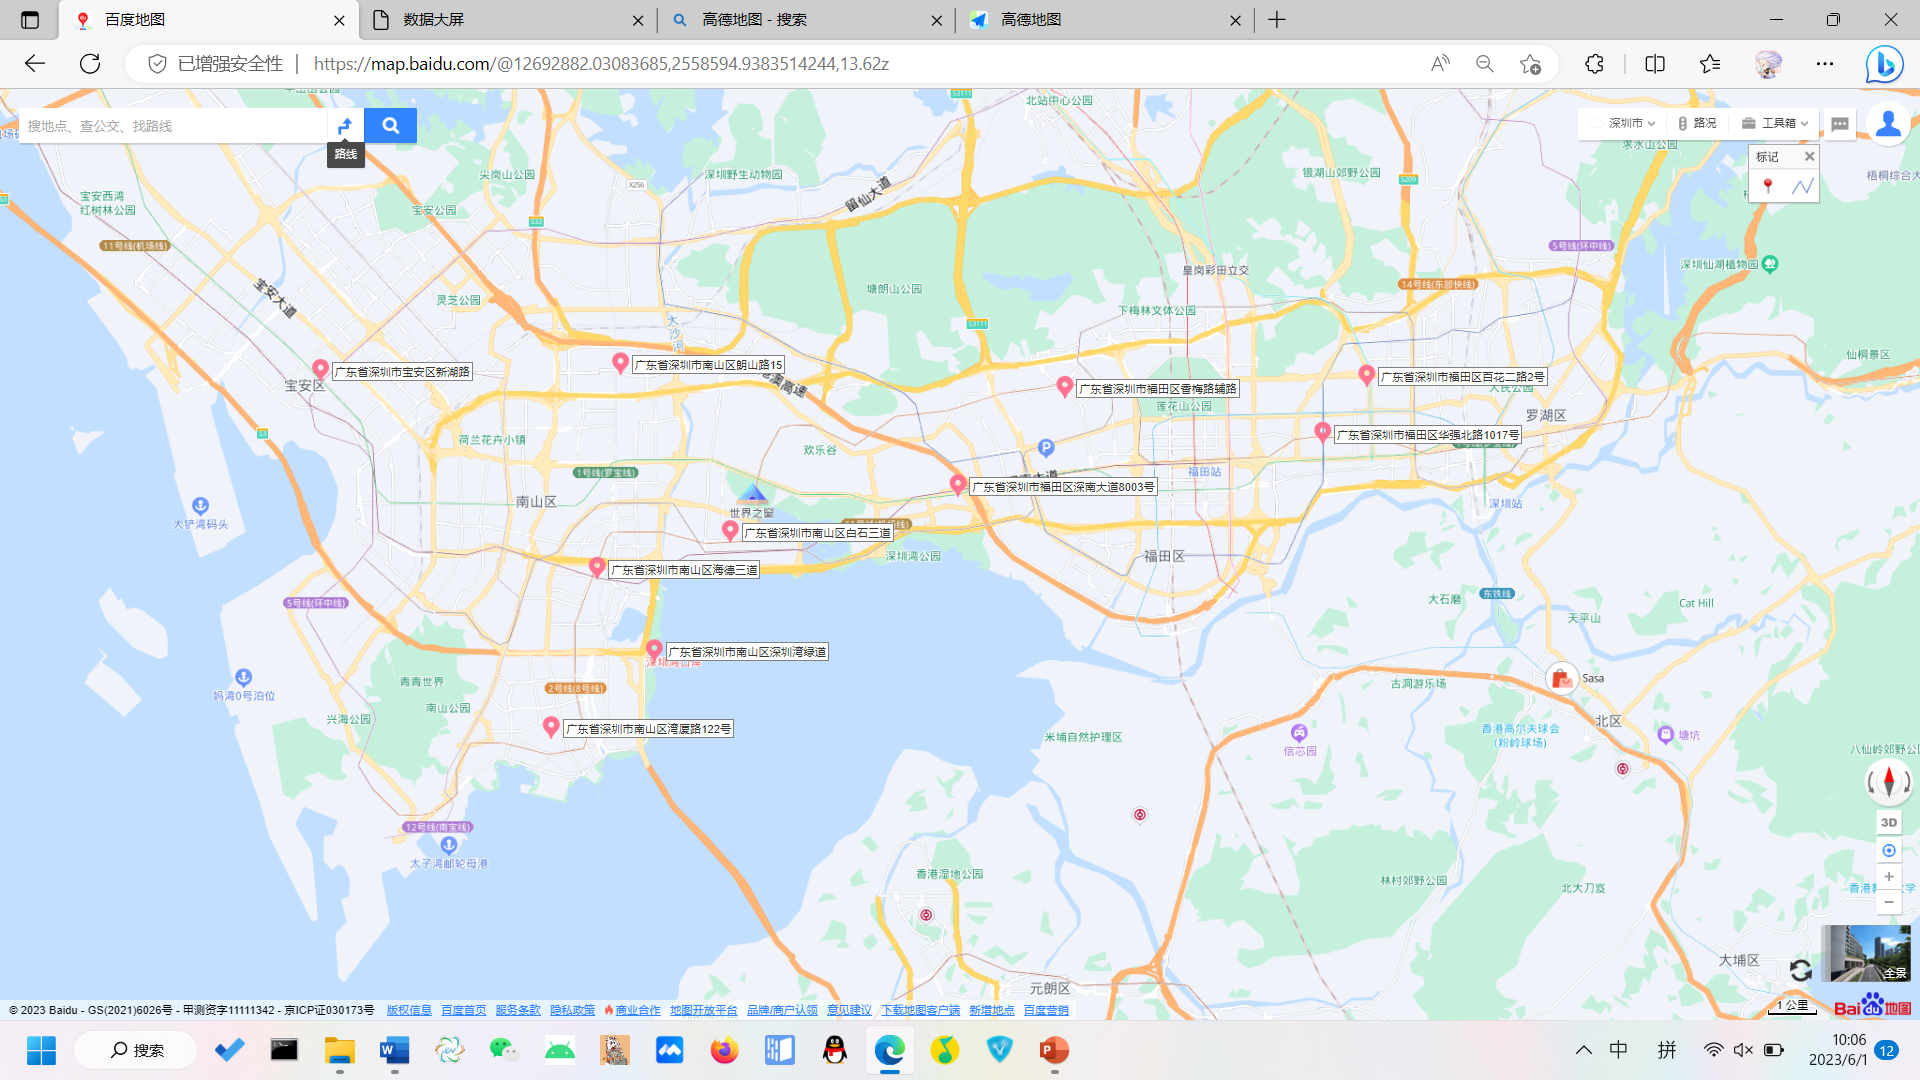 百度地图
数据大屏
高德地图 - 搜索
高德地图
已增强安全性
https://map.baidu.com/@12692882.03083685,2558594.9383514244,13.62z
搜地点、查公交、找路线
路线
深圳市
路况
工具箱
标记
北站中心公园
S3111
求水山公园
尖岗山公园
X256
深圳野生动物园
留仙大道
银湖山郊野公园
S209
宝安西湾
红树林公园
宝安公园
S33
11号线(机场线)
5号线(环中线)
深圳仙湖植物园
皇岗彩田立交
14号线(东部快线)
宝安大道
灵芝公园
塘朗山公园
下梅林文体公园
大沙河
S3111
仙桐景区
广东省深圳市宝安区新湖路
宝安区
广东省深圳市南山区朗山路15
广东省深圳市福田区香梅路辅路
广东省深圳市福田区百花二路2号
莲花山公园
罗湖区
S3
荷兰花卉小镇
欢乐谷
广东省深圳市福田区华强北路1017号
1号线(罗宝线)
福田站
广东省深圳市福田区深南大道8003号
南山区
世界之窗
深圳站
大铲湾码头
广东省深圳市南山区白石三道
深圳湾公园
福田区
广东省深圳市南山区海德三道
5号线(环中线)
大石磨
东铁线
天平山
Cat Hill
广东省深圳市南山区深圳湾绿道
青青世界
2号线(8号线)
古洞游乐场
Sasa
妈湾0号泊位
南山公园
兴海公园
广东省深圳市南山区湾厦路122号
米埔自然护理区
信芯园
香港高尔夫球会
(粉岭球场)
北区
塘坑
八仙岭郊野公
12号线(南宝线)
太子湾邮轮母港
3D
香港湿地公园
林村郊野公园
北大刀屻
大埔区
全景
元朗区
1 公里
Bai du 地图
© 2023 Baidu - GS(2021)6026号 - 甲测资字11111342 - 京ICP证030173号 版权信息 百度首页 服务条款 隐私政策 商业合作 地图开放平台 品牌/商户认领 意见建议 下载地图客户端 新增地点 百度营销
搜索
中
拼
10:06
2023/6/1
12